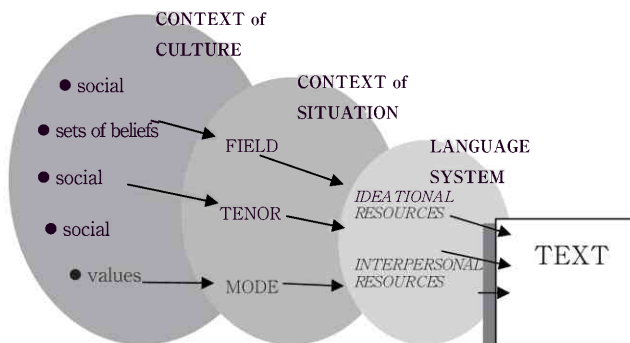 CONTEXT of
CULTURE
● social
● sets of beliefs
● social
● social
● values
CONTEXT of
SITUATION
FIELD
TENOR
MODE
LANGUAGE
SYSTEM
IDEATIONAL
RESOURCES
INTERPERSONAL
RESOURCES
TEXT